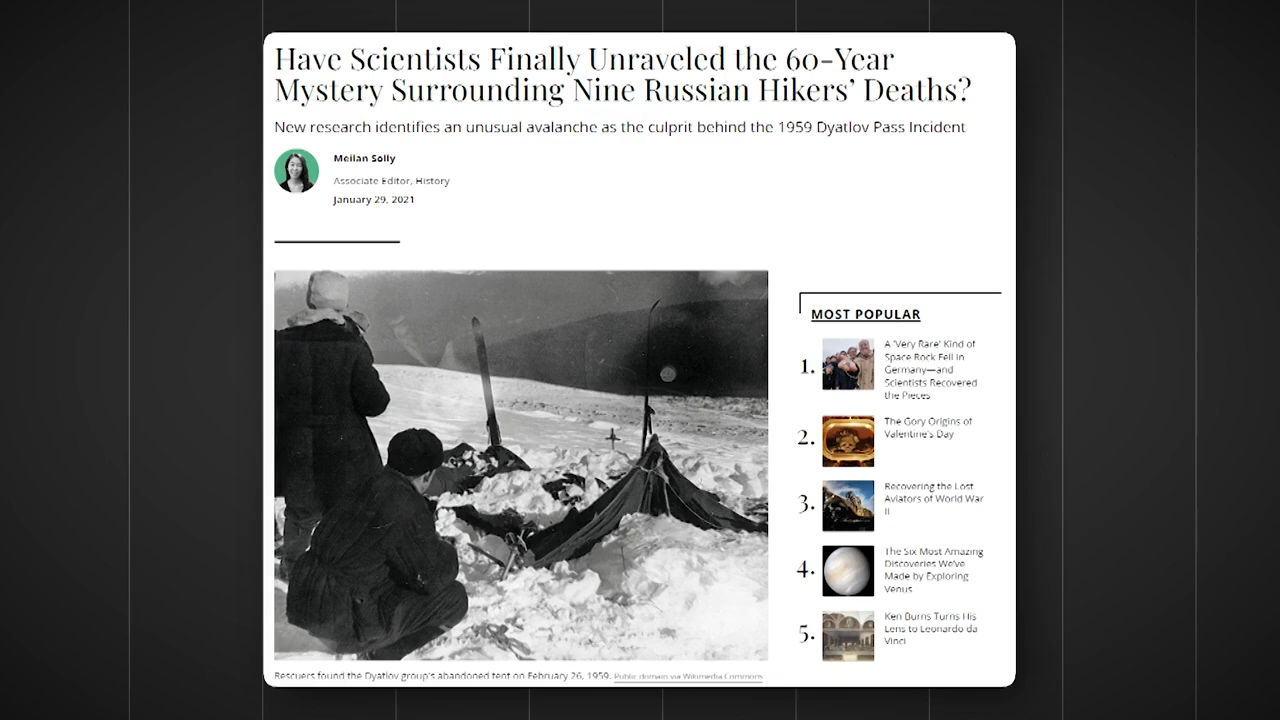 Have Scientists Finally Unraveled the 60-Year
Mystery Surrounding Nine Russian Hikers' Deaths?
New research identifies an unusual avalanche as the culprit behind the 1959 Dyatlov Pass Incident
Meilan Solly
Associate Editor, History
January 29, 2021
MOST POPULAR
1.
A 'Very Rare' Kind of
Space Rock Fell in
Germany—and
Scientists Recovered
the Pieces
2.
The Gory Origins of
Valentine's Day
3.
Recovering the Lost
Aviators of World War
II
4.
The Six Most Amazing
Discoveries We've
Made by Exploring
Venus
5.
Ken Burns Turns His
Lens to Leonardo da
Vinci
Rescuers found the Dyatlov group's abandoned tent on February 26, 1959. Public domain via Wikimedia Commons